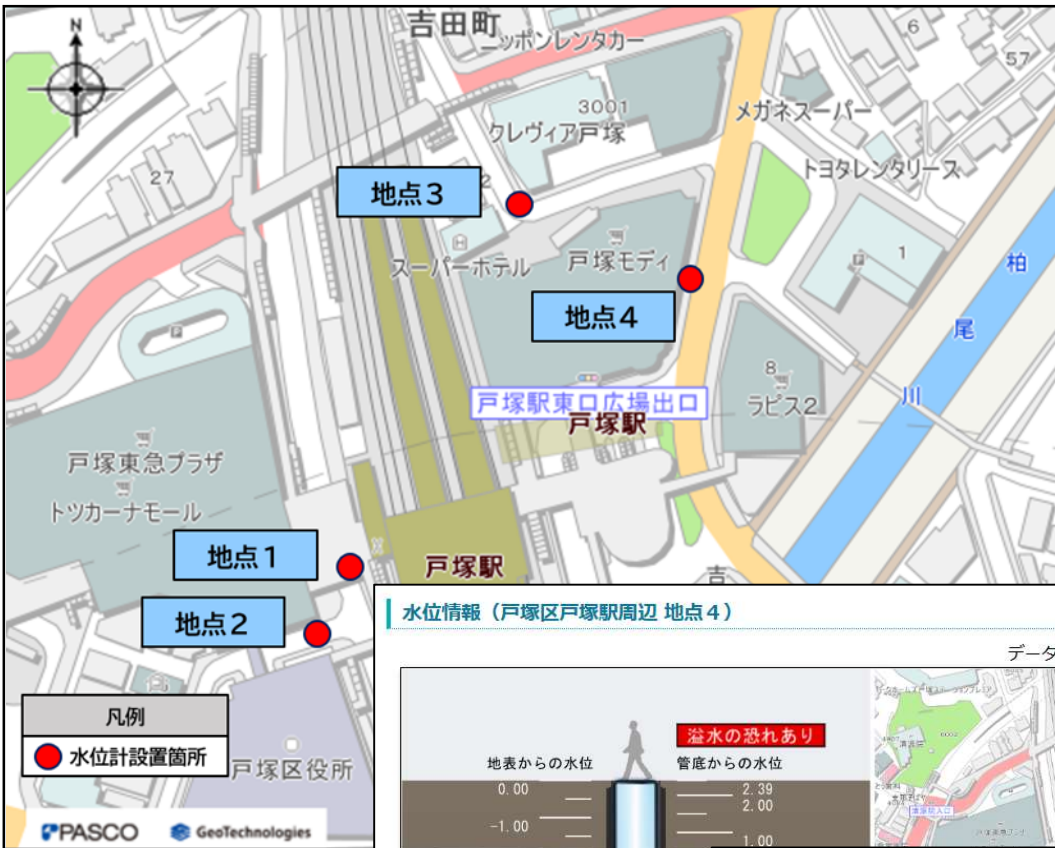 N
吉田町
ニッポンレンタカー
6
57
3001
クレヴィア戸塚
メガネスーパー
トヨタレンタリース
27
地点3
2
スーパーホテル
戸塚モディ
P
1
柏
尾
川
地点4
P
戸塚駅東口広場出口
戸塚駅
8
ラピス2
戸塚東急プラザ
トツカーナモール
地点1
戸塚駅
吉
地点2
水位情報（戸塚区戸塚駅周辺 地点４）
データ
凡例
水位計設置箇所
戸塚区役所
溢水の恐れあり
地表からの水位
管底からの水位
0.00
2.39
2.00
-1.00
1.00
PASCO
GeoTechnologies